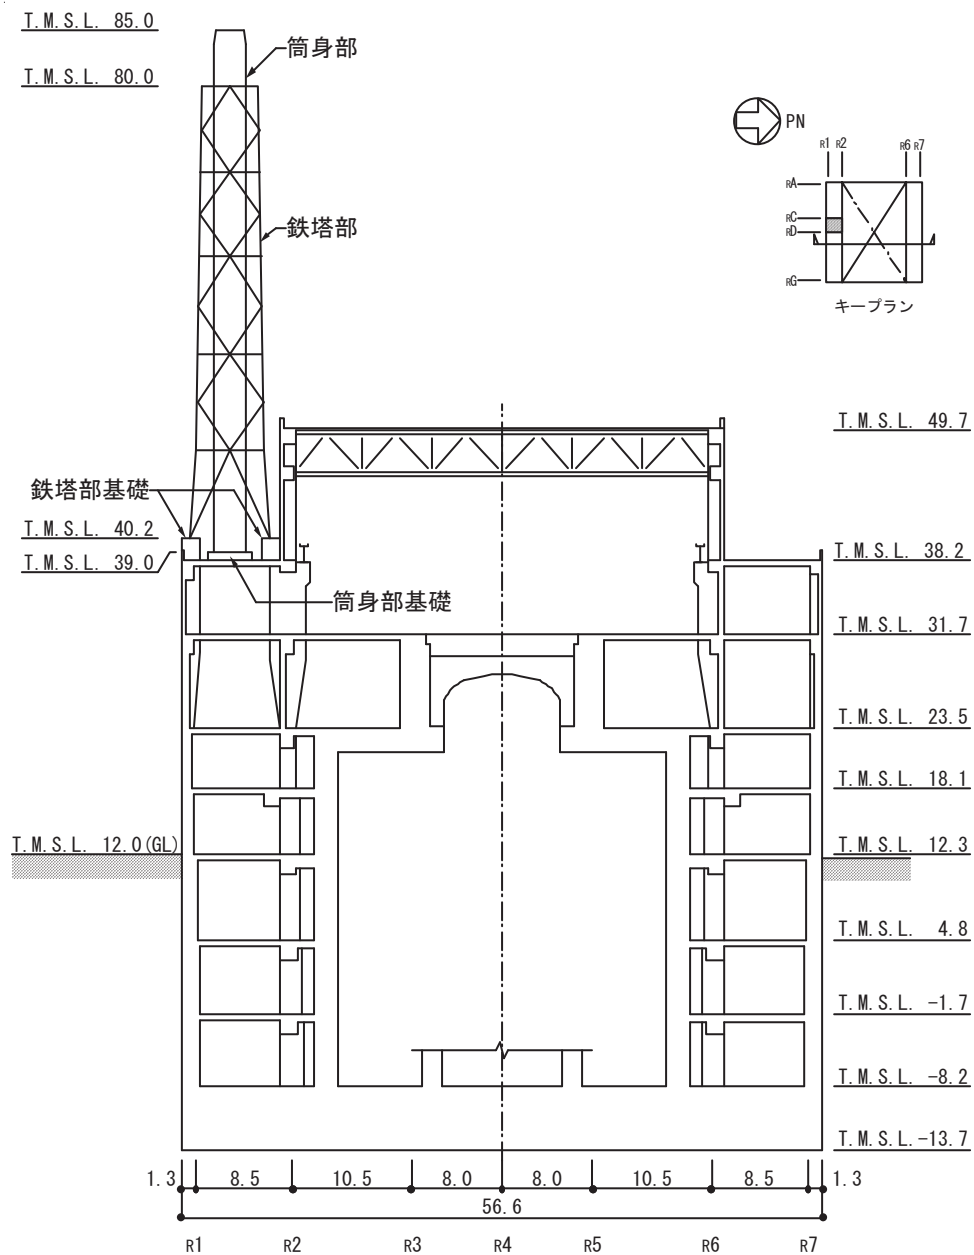 T.M.S.L. 85.0
筒身部
T.M.S.L. 80.0
PN
R1 R2 R6 R7
RA
RC
RD
RG
キープラン
鉄塔部
T.M.S.L. 49.7
鉄塔部基礎
T.M.S.L. 40.2
T.M.S.L. 39.0
T.M.S.L. 38.2
筒身部基礎
T.M.S.L. 31.7
T.M.S.L. 23.5
T.M.S.L. 18.1
T.M.S.L. 12.0(GL)
T.M.S.L. 12.3
T.M.S.L. 4.8
T.M.S.L. -1.7
T.M.S.L. -8.2
T.M.S.L. -13.7
1.3 8.5 10.5 8.0 8.0 10.5 8.5 1.3
56.6
R1 R2 R3 R4 R5 R6 R7